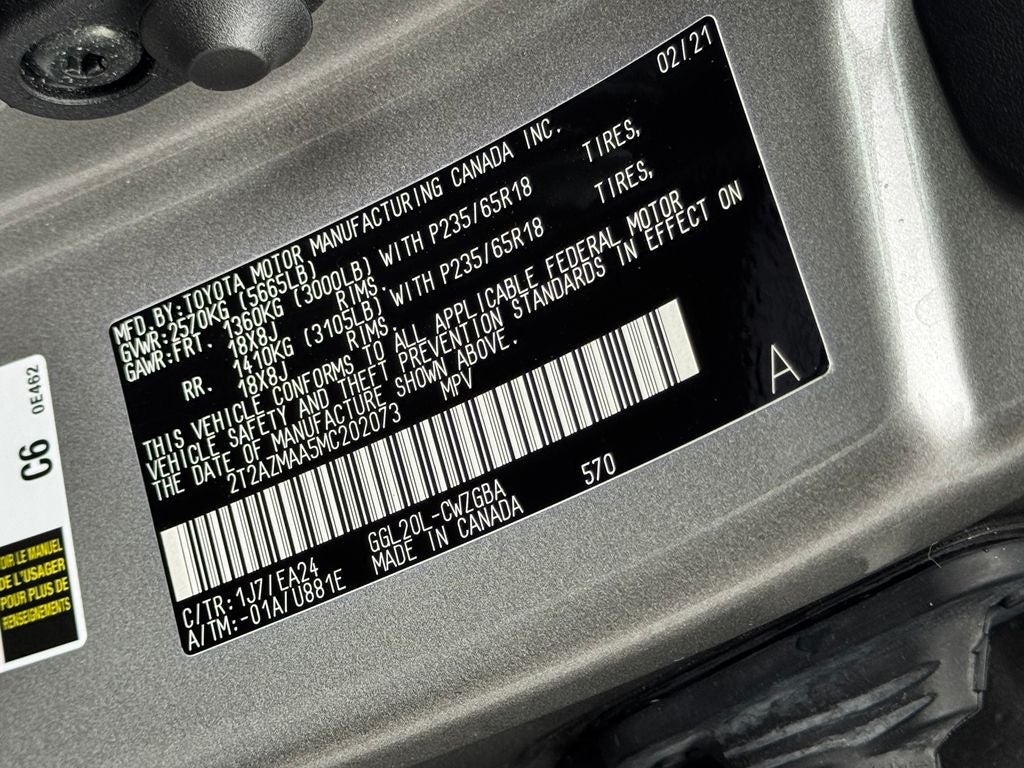 02/21
MFD.BY:TOYOTA MOTOR MANUFACTURING CANADA INC.
GVWR:2570KG (5665LB)
GAWR:FRT. 1360KG (3000LB) WITH P235/65R18 TIRES,
18X8J RIMS.
RR. 1410KG (3105LB) WITH P235/65R18 TIRES,
18X8J RIMS.
THIS VEHICLE CONFORMS TO ALL APPLICABLE FEDERAL MOTOR
VEHICLE SAFETY AND THEFT PREVENTION STANDARDS IN EFFECT ON
THE DATE OF MANUFACTURE SHOWN ABOVE.
2T2AZMAA5MC202073 MPV
A
C/TR:1J7/EA24 GGL20L-CWZGBA 570
A/TM:-01A/U881E MADE IN CANADA
C6 0E462
OIR LE MANUEL
DE L'USAGER
POUR PLUS DE
RENSEIGNEMENTS